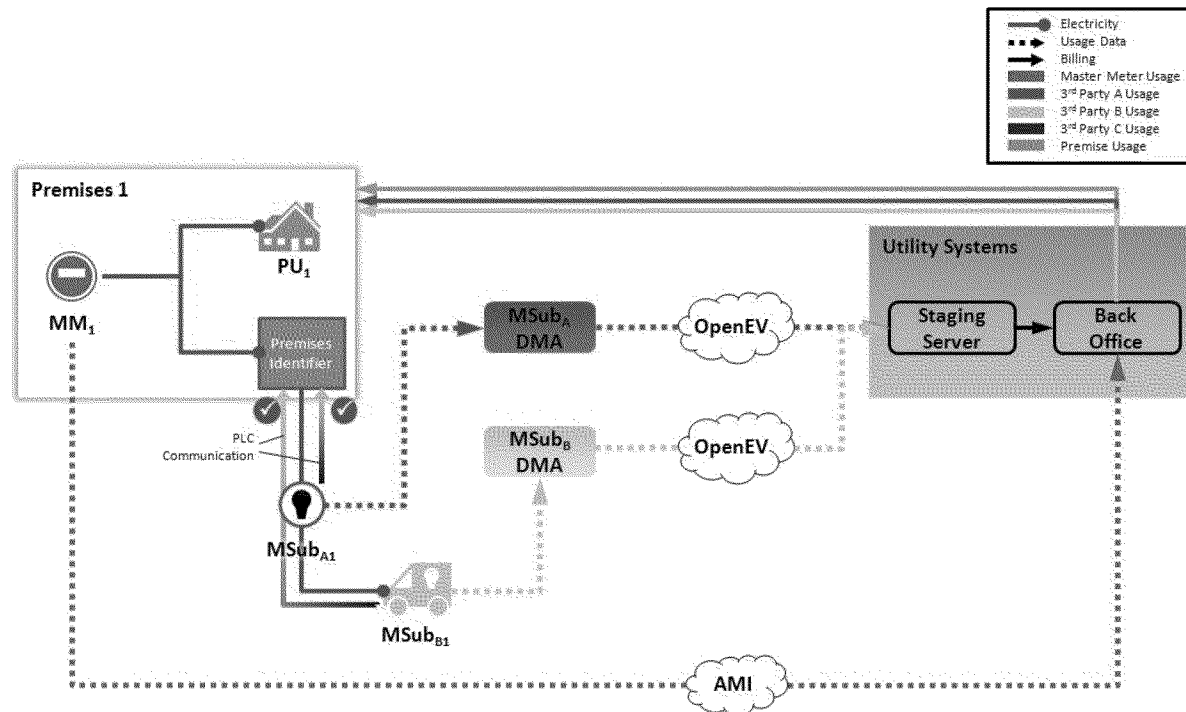 Electricity
Usage Data
Billing
Master Meter Usage
3rd Party A Usage
3rd Party B Usage
3rd Party C Usage
Premise Usage
Premises 1
PU1
MM1
Premises
Identifier
PLC
Communication
MSubA1
MSubB1
MSubA
DMA
OpenEV
MSubB
DMA
OpenEV
Utility Systems
Staging
Server
Back
Office
AMI